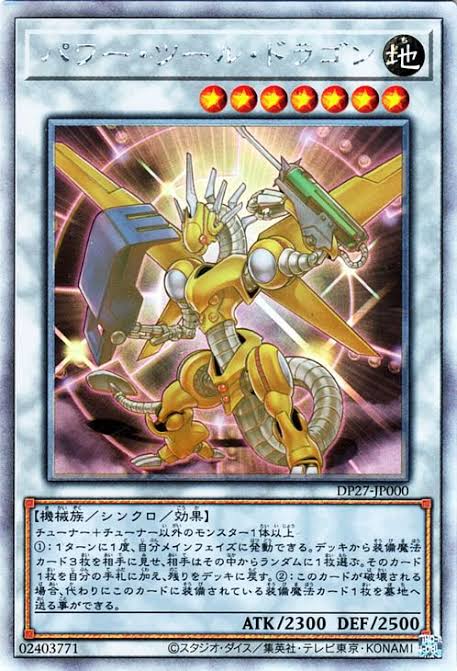 パワー・ツール・ドラゴン
地
DP27-JP000
【機械族／シンクロ／効果】
チューナー＋チューナー以外のモンスター1体以上
①：1ターンに1度、自分メインフェイズに発動できる。デッキから装備魔法
カード3枚を相手に見せ、相手はその中からランダムに1枚選ぶ。そのカード
1枚を自分の手札に加え、残りをデッキに戻す。②：このカードが破壊される
場合、代わりにこのカードに装備されている装備魔法カード1枚を墓地へ
送る事ができる。
ATK/2300 DEF/2500
02403771
©スタジオ・ダイス／集英社・テレビ東京・KONAMI